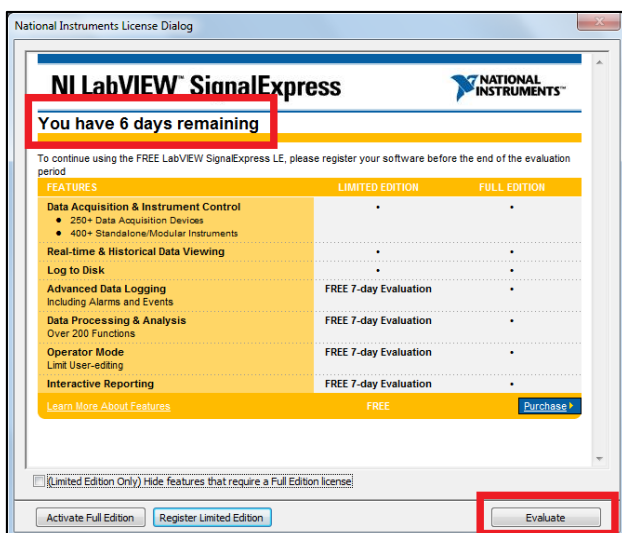 National Instruments License Dialog
x
NI LabVIEW™ SignalExpress
NATIONAL
INSTRUMENTS™
You have 6 days remaining
To continue using the FREE LabVIEW SignalExpress LE, please register your software before the end of the evaluation
period
FEATURES LIMITED EDITION FULL EDITION
Data Acquisition & Instrument Control • •
• 250+ Data Acquisition Devices
• 400+ Standalone/Modular Instruments
Real-time & Historical Data Viewing • •
Log to Disk • •
Advanced Data Logging FREE 7-day Evaluation •
Including Alarms and Events
Data Processing & Analysis FREE 7-day Evaluation •
Over 200 Functions
Operator Mode FREE 7-day Evaluation •
Limit User-editing
Interactive Reporting FREE 7-day Evaluation •
Learn More About Features FREE Purchase
(Limited Edition Only) Hide features that require a Full Edition license
Activate Full Edition Register Limited Edition Evaluate